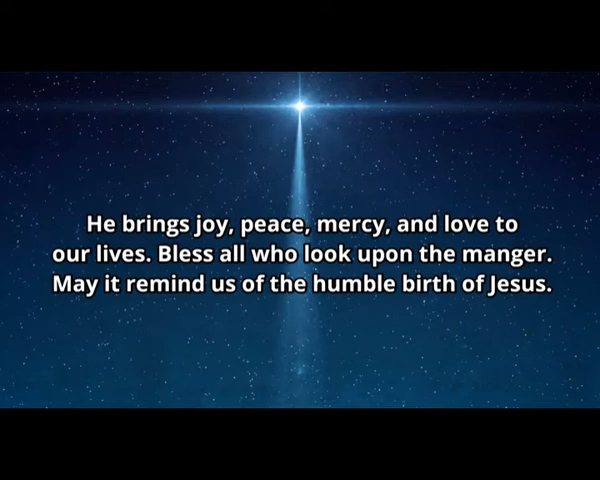 He brings joy, peace, mercy, and love to
our lives. Bless all who look upon the manger.
May it remind us of the humble birth of Jesus.